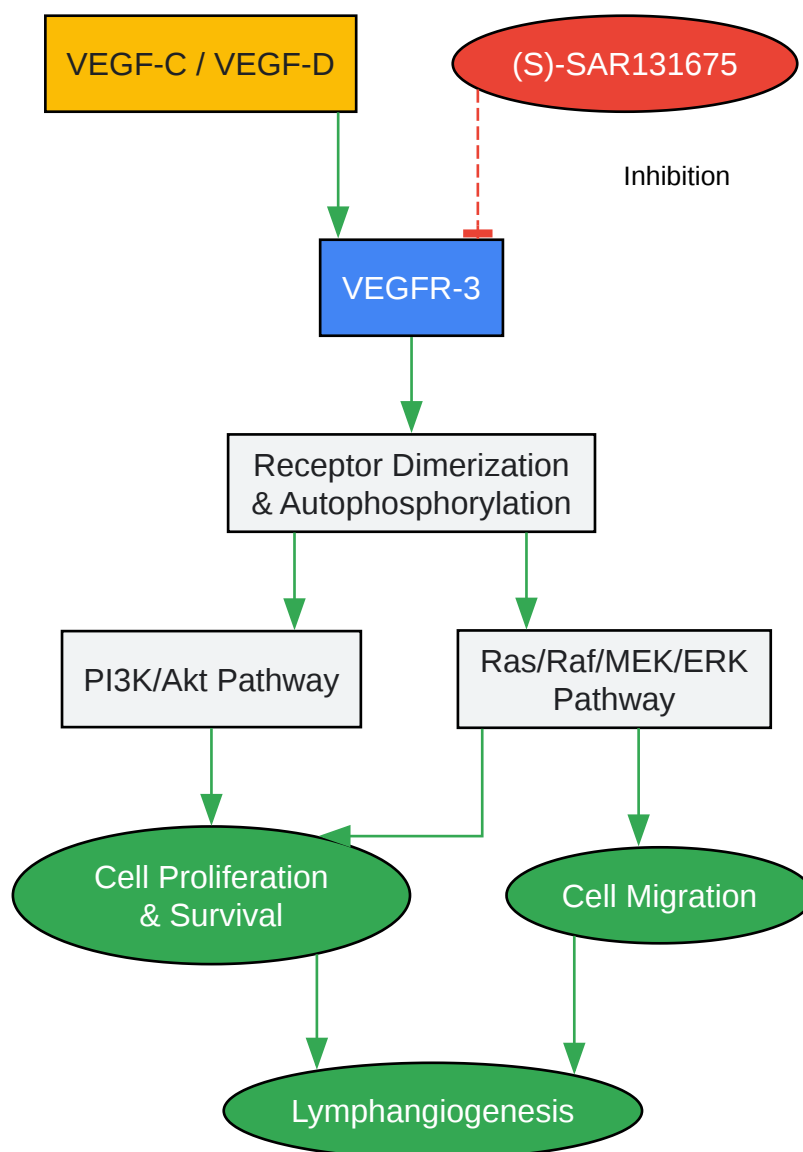 VEGF-C / VEGF-D
(S)-SAR131675
Inhibition
VEGFR-3
Receptor Dimerization
& Autophosphorylation
PI3K/Akt Pathway
Ras/Raf/MEK/ERK
Pathway
Cell Proliferation
& Survival
Cell Migration
Lymphangiogenesis